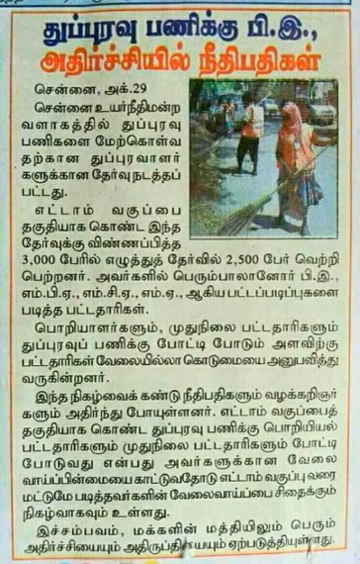 துப்புரவு பணிக்கு பி.இ.,
அதிர்ச்சியில் நீதிபதிகள்
சென்னை, அக்.29
சென்னை உயர்நீதிமன்ற
வளாகத்தில் துப்புரவு
பணிகளை மேற்கொள்வ
தற்கான துப்புரவாளர்
களுக்கான தேர்வு நடத்தப்
பட்டது.
எட்டாம் வகுப்பை
தகுதியாக கொண்ட இந்த
தேர்வுக்கு விண்ணப்பித்த
3,000 பேரில் எழுத்துத் தேர்வில் 2,500 பேர் வெற்றி
பெற்றனர். அவர்களில் பெரும்பாலானோர் பி.இ.,
எம்.பி.ஏ., எம்.சி.ஏ., எம்.ஏ., ஆகிய பட்டப்படிப்புகளை
படித்த பட்டதாரிகள்.
பொறியாளர்களும், முதுநிலை பட்டதாரிகளும்
துப்புரவுப் பணிக்கு போட்டி போடும் அளவிற்கு
பட்டதாரிகள் வேலையில்லா கொடுமையை அனுபவித்து
வருகின்றனர்.
இந்த நிகழ்வைக் கண்டு நீதிபதிகளும் வழக்கறிஞர்
களும் அதிர்ந்து போயுள்ளனர். எட்டாம் வகுப்பைத்
தகுதியாக கொண்ட துப்புரவு பணிக்கு பொறியியல்
பட்டதாரிகளும் முதுநிலை பட்டதாரிகளும் போட்டி
போடுவது என்பது அவர்களுக்கான வேலை
வாய்ப்பின்மையை காட்டுவதோடு எட்டாம் வகுப்பு வரை
மட்டுமே படித்தவர்களின் வேலைவாய்ப்பை சிதைக்கும்
நிகழ்வாகவும் உள்ளது.
இச்சம்பவம், மக்களின் மத்தியிலும் பெரும்
அதிர்ச்சியையும் அதிருப்தியையும் ஏற்படுத்தியுள்ளது.